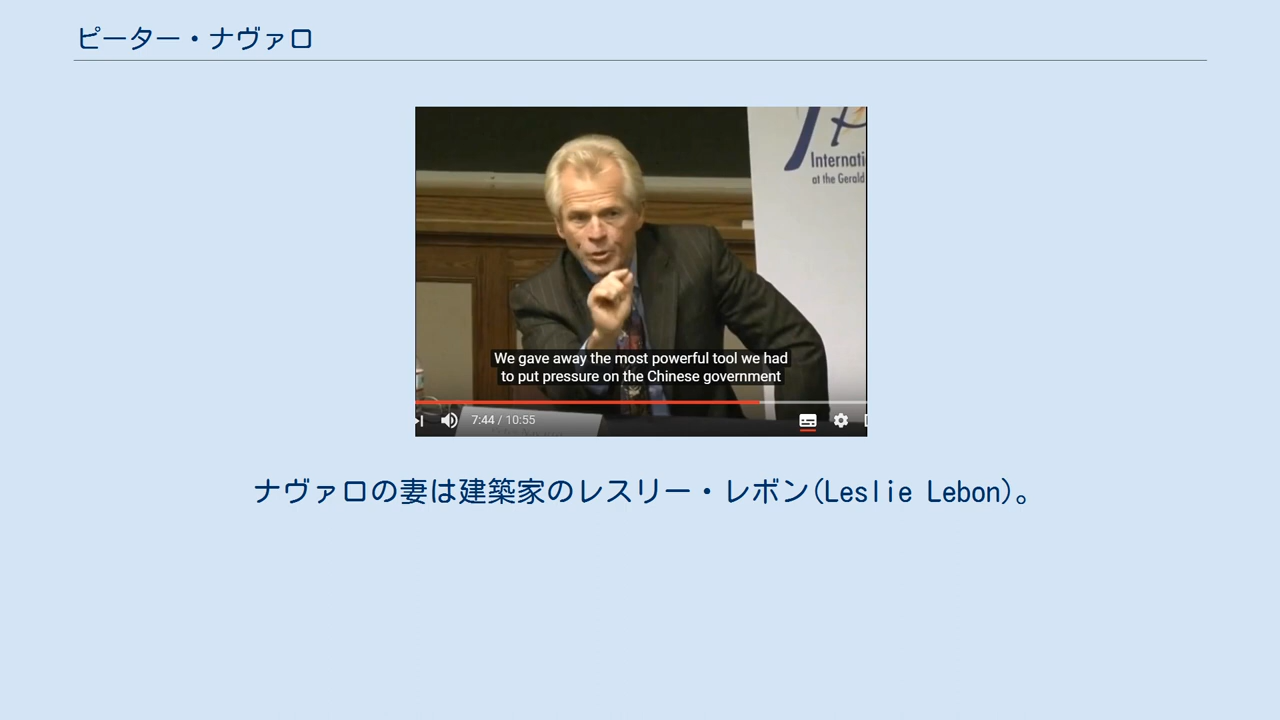 ピーター・ナヴァロ
Internati
at the Gerald
We gave away the most powerful tool we had
to put pressure on the Chinese government
7:44 / 10:55
ナヴァロの妻は建築家のレスリー・レボン(Leslie Lebon)。